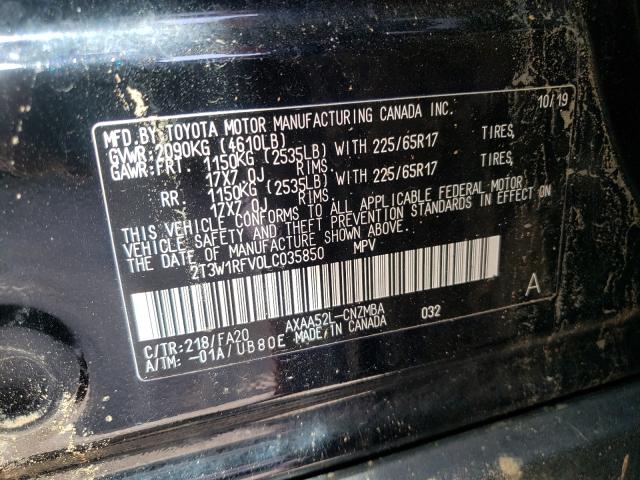 MFD.BY TOYOTA MOTOR MANUFACTURING CANADA INC. 10/19
GVWR:2090KG (4610LB)
GAWR:FRT 1150KG (2535LB) WITH 225/65R17 TIRES,
17X7.0J RIMS,
RR: 1150KG (2535LB) WITH 225/65R17 TIRES,
17X7.0J RIMS.
THIS VEHICLE CONFORMS TO ALL APPLICABLE FEDERAL MOTOR
VEHICLE SAFETY AND THEFT PREVENTION STANDARDS IN EFFECT ON
THE DATE OF MANUFACTURE SHOWN ABOVE.
2T3W1RFV0LC035850 MPV
A
C/TR:218/FA20 AXAA52L-CNZMBA 032
A/TM:-01A/UB80E MADE IN CANADA